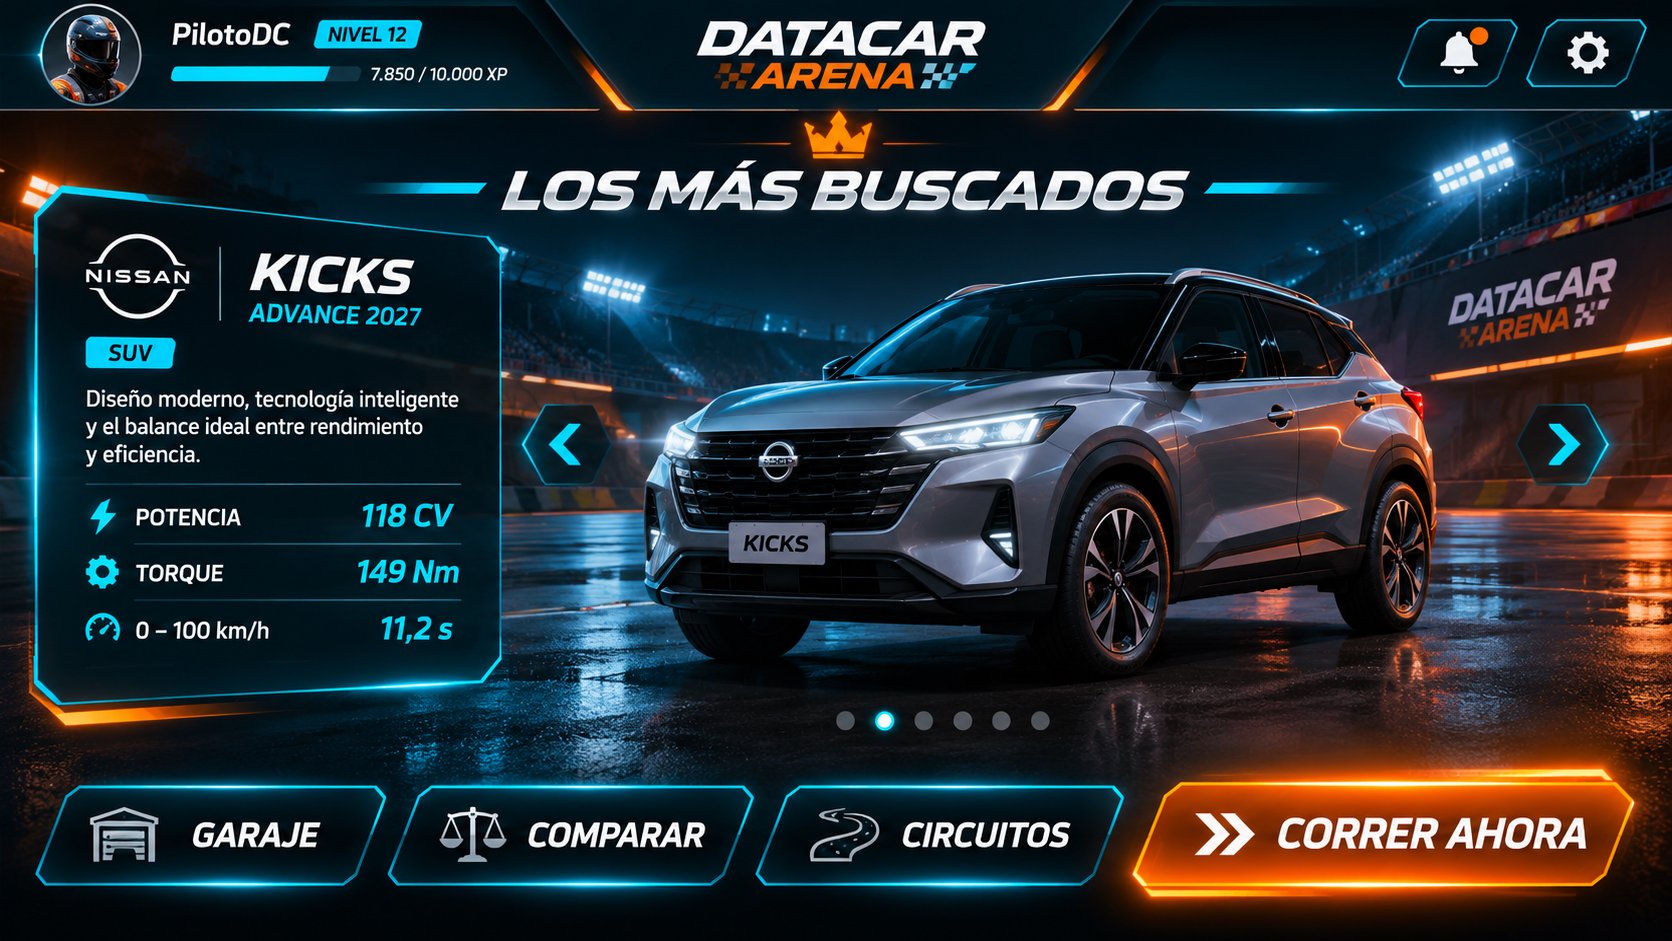 PilotoDC
NIVEL 12
7.850 / 10.000 XP
DATACAR
ARENA
LOS MÁS BUSCADOS
NISSAN
KICKS
ADVANCE 2027
SUV
Diseño moderno, tecnología inteligente
y el balance ideal entre rendimiento
y eficiencia.
POTENCIA 118 CV
TORQUE 149 Nm
0 – 100 km/h 11,2 s
DATACAR
ARENA
KICKS
GARAJE
COMPARAR
CIRCUITOS
CORRER AHORA